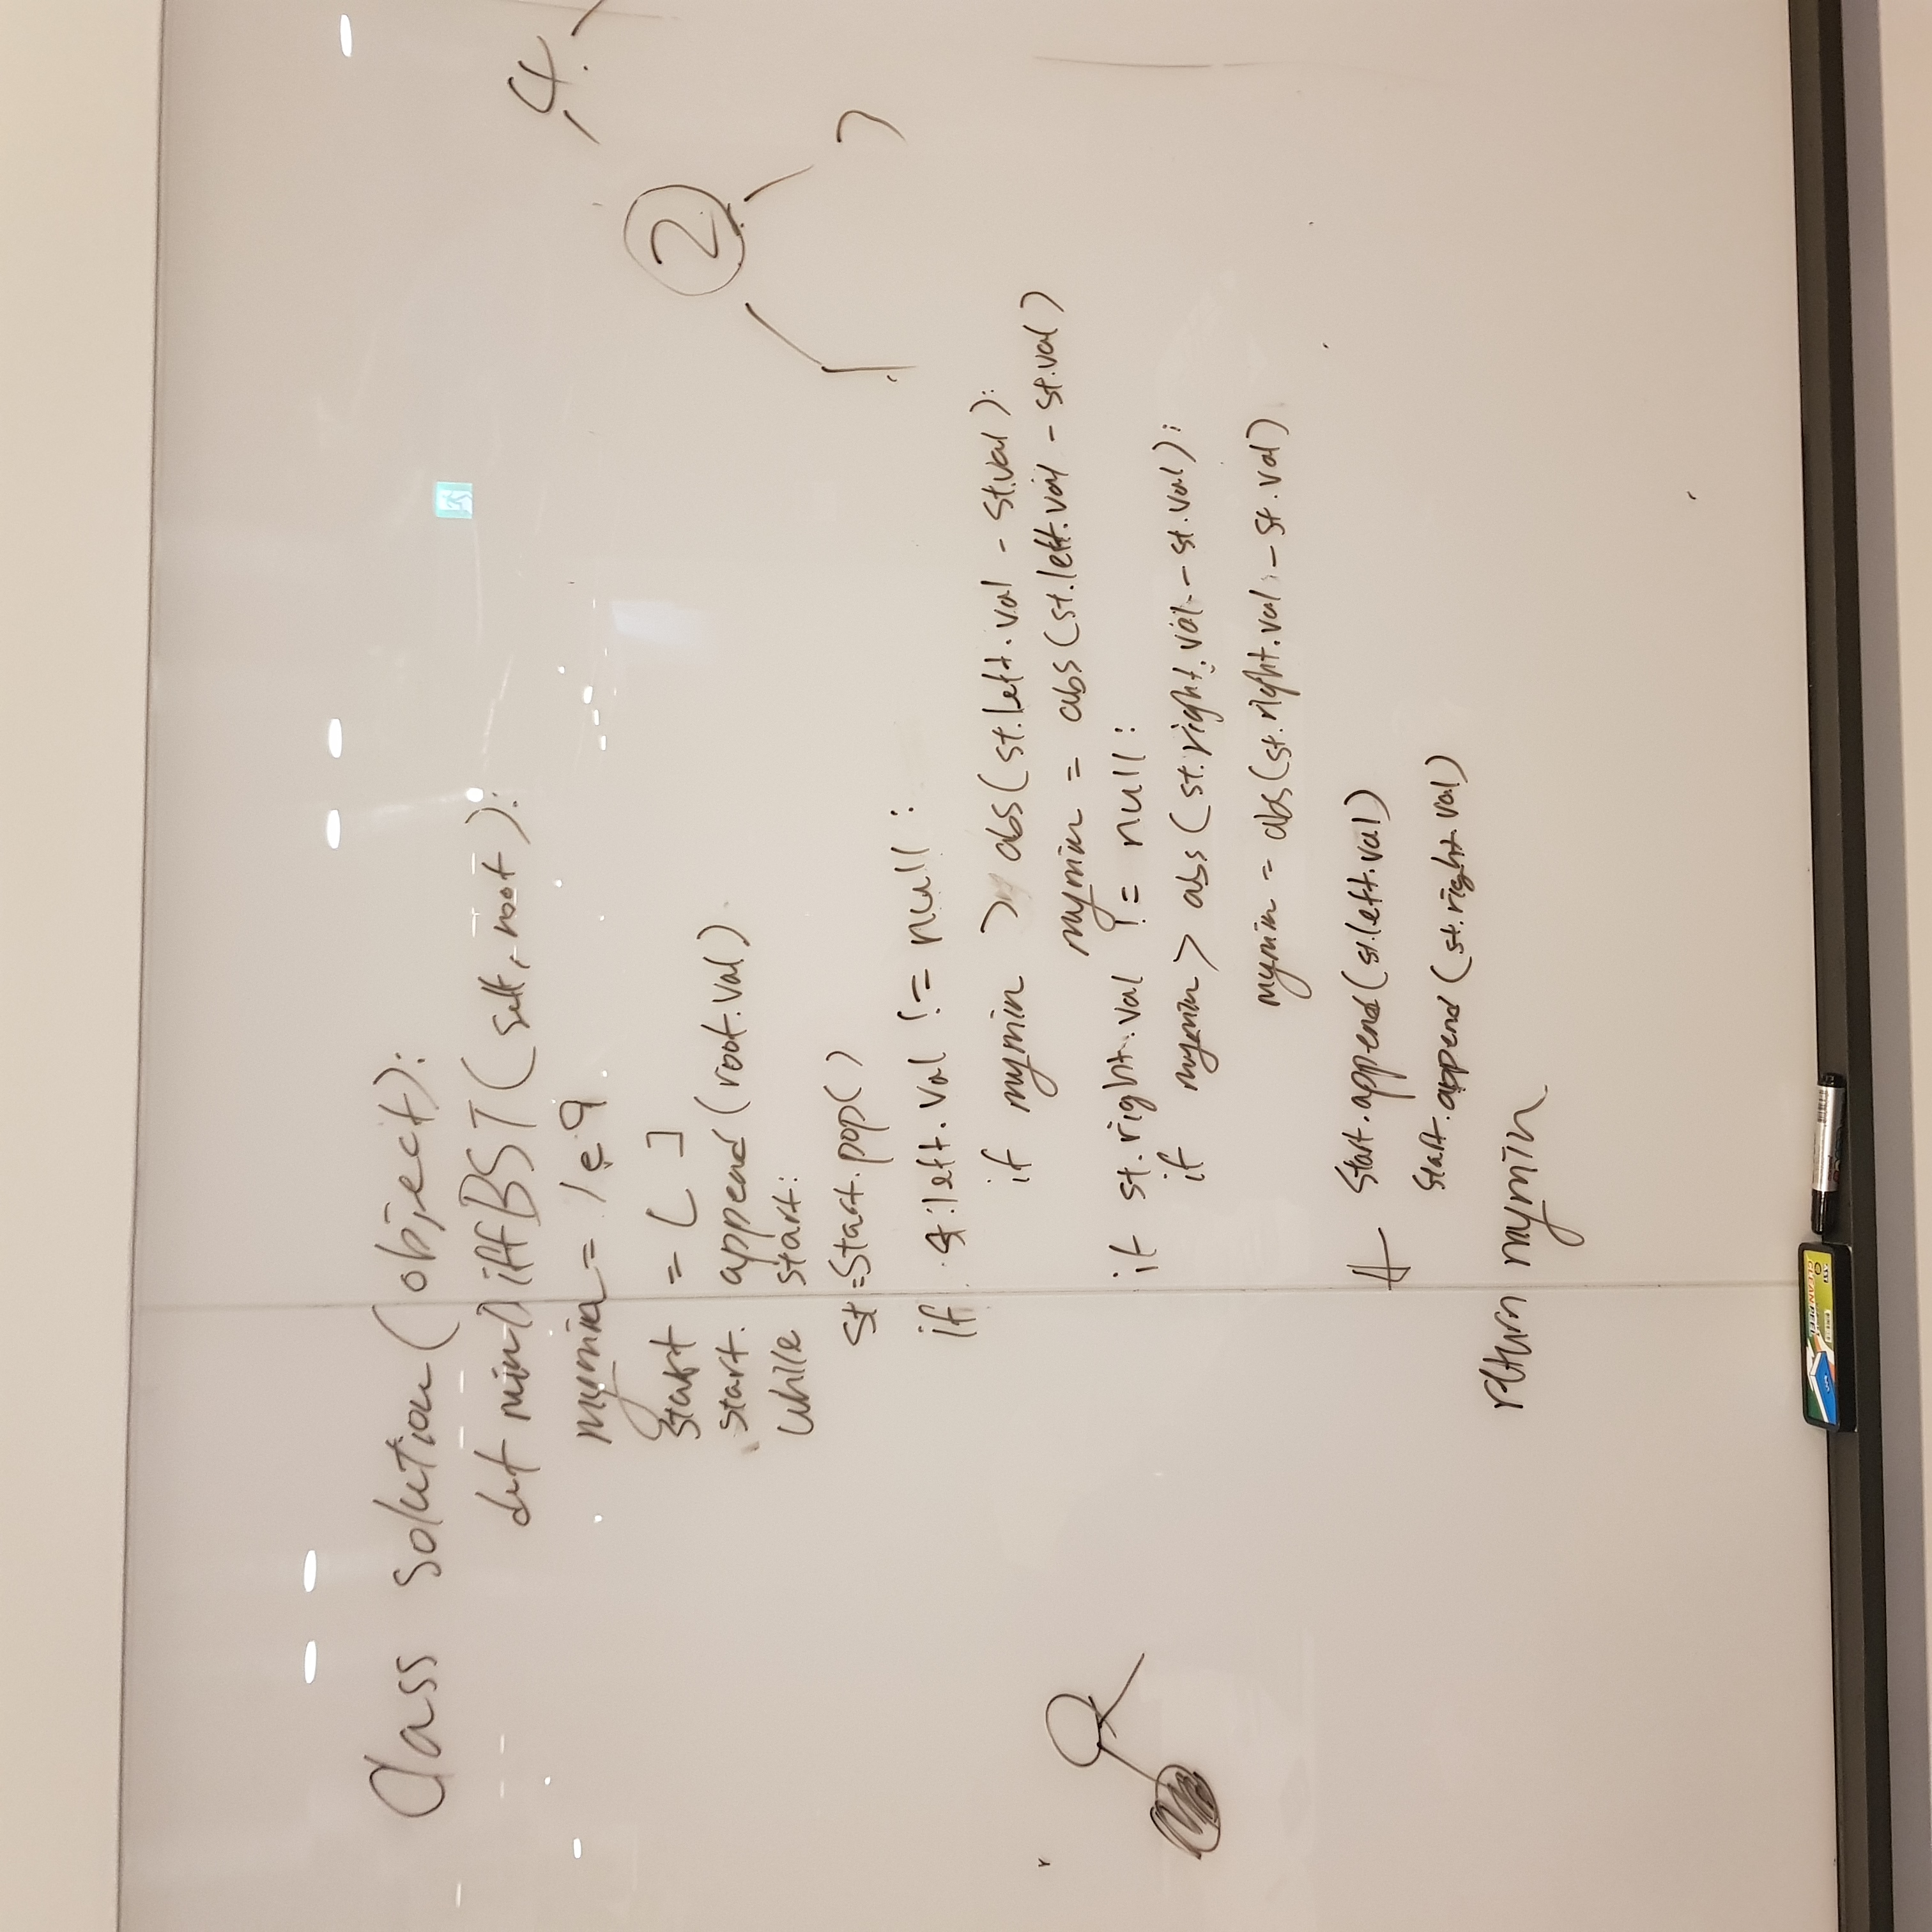 Class solution(object):
def minDiffBST(self, root):
mymin = 1e9
start = [ ]
start.append(root.val)
while start:
st=start.pop()
if st.left.val != null:
if mymin > abs(st.left.val - st.val):
mymin = abs(st.left.val - st.val)
if st.right.val != null:
if mymin > abs(st.right.val - st.val):
mymin = abs(st.right.val - st.val)
start.append(st.left.val)
start.append(st.right.val)
return mymin
4
2
1
CLEAN PEEL